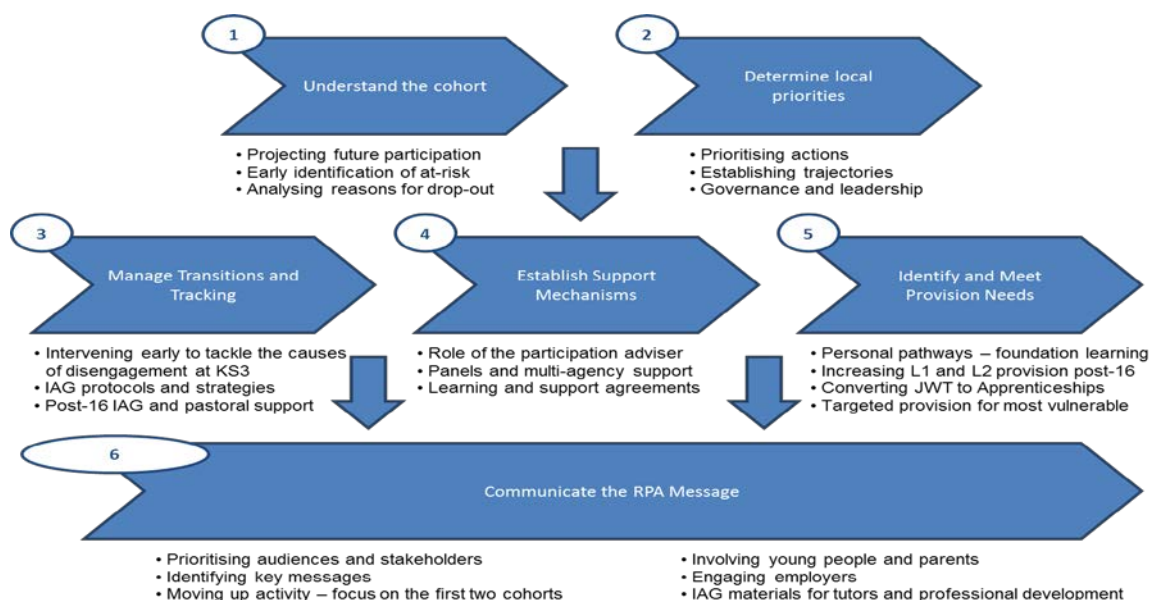 1
Understand the cohort
• Projecting future participation
• Early identification of at-risk
• Analysing reasons for drop-out
2
Determine local
priorities
• Prioritising actions
• Establishing trajectories
• Governance and leadership
3
Manage Transitions and
Tracking
• Intervening early to tackle the causes
of disengagement at KS3
• IAG protocols and strategies
• Post-16 IAG and pastoral support
4
Establish Support
Mechanisms
• Role of the participation adviser
• Panels and multi-agency support
• Learning and support agreements
5
Identify and Meet
Provision Needs
• Personal pathways – foundation learning
• Increasing L1 and L2 provision post-16
• Converting JWT to Apprenticeships
• Targeted provision for most vulnerable
6
Communicate the RPA Message
• Prioritising audiences and stakeholders
• Identifying key messages
• Moving up activity – focus on the first two cohorts
• Involving young people and parents
• Engaging employers
• IAG materials for tutors and professional development